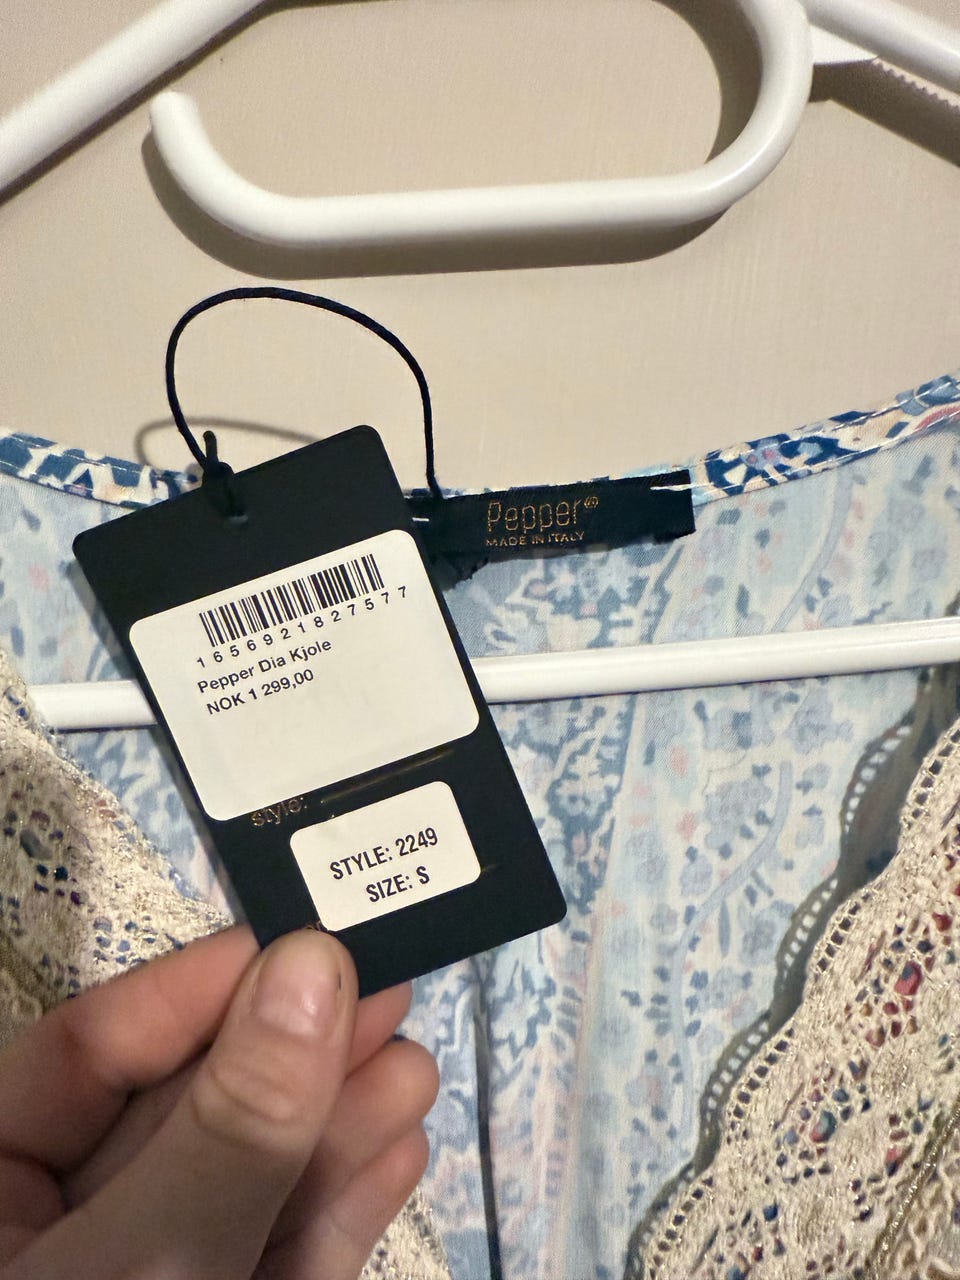 Pepper®
MADE IN ITALY
1656921827577
Pepper Dia Kjole
NOK 1 299,00
style:
STYLE: 2249
SIZE: S